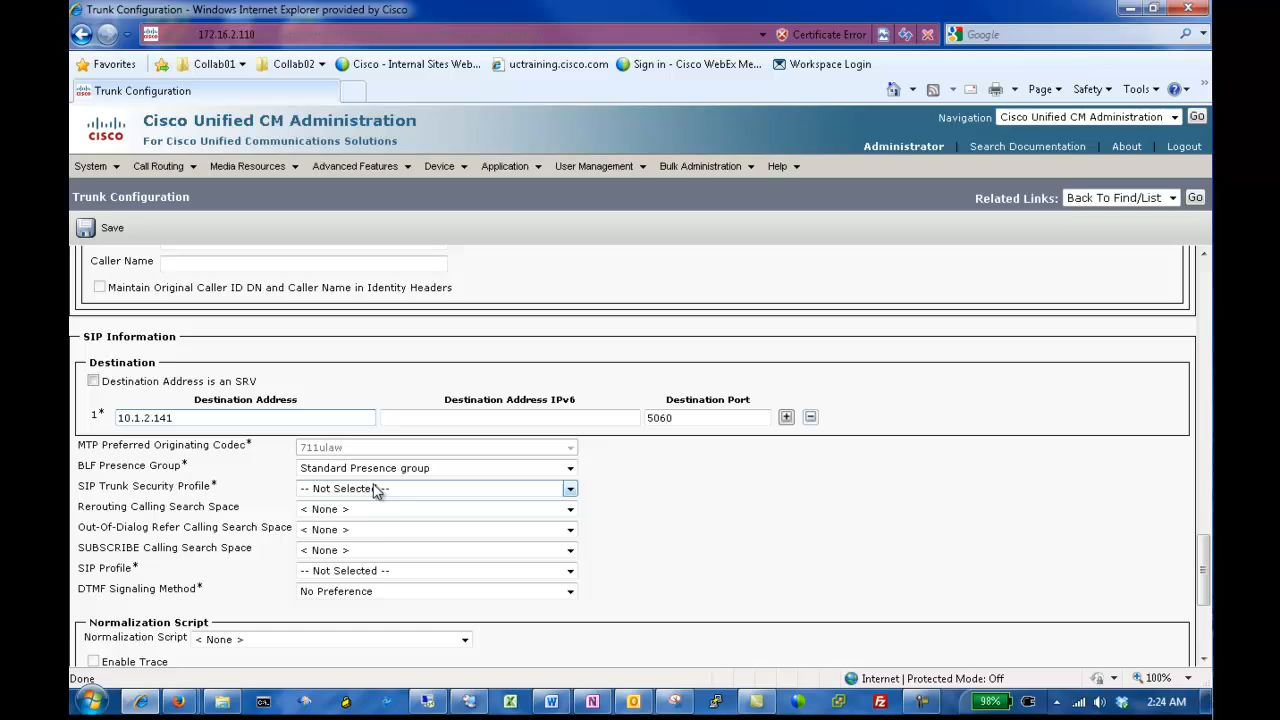 Trunk Configuration - Windows Internet Explorer provided by Cisco
172.16.2.110
Certificate Error
Google
Favorites
Collab01
Collab02
Cisco - Internal Sites Web...
uctraining.cisco.com
Sign in - Cisco WebEx Me...
Workspace Login
Trunk Configuration
Page
Safety
Tools
CISCO
Cisco Unified CM Administration
For Cisco Unified Communications Solutions
Navigation
Cisco Unified CM Administration
Go
Administrator
Search Documentation
About
Logout
System
Call Routing
Media Resources
Advanced Features
Device
Application
User Management
Bulk Administration
Help
Trunk Configuration
Related Links:
Back To Find/List
Go
Save
Caller Name
Maintain Original Caller ID DN and Caller Name in Identity Headers
SIP Information
Destination
Destination Address is an SRV
Destination Address
Destination Address IPv6
Destination Port
1*
10.1.2.141
5060
MTP Preferred Originating Codec*
711ulaw
BLF Presence Group*
Standard Presence group
SIP Trunk Security Profile*
-- Not Selected --
Rerouting Calling Search Space
< None >
Out-Of-Dialog Refer Calling Search Space
< None >
SUBSCRIBE Calling Search Space
< None >
SIP Profile*
-- Not Selected --
DTMF Signaling Method*
No Preference
Normalization Script
Normalization Script
< None >
Enable Trace
Done
Internet | Protected Mode: Off
100%
98%
2:24 AM